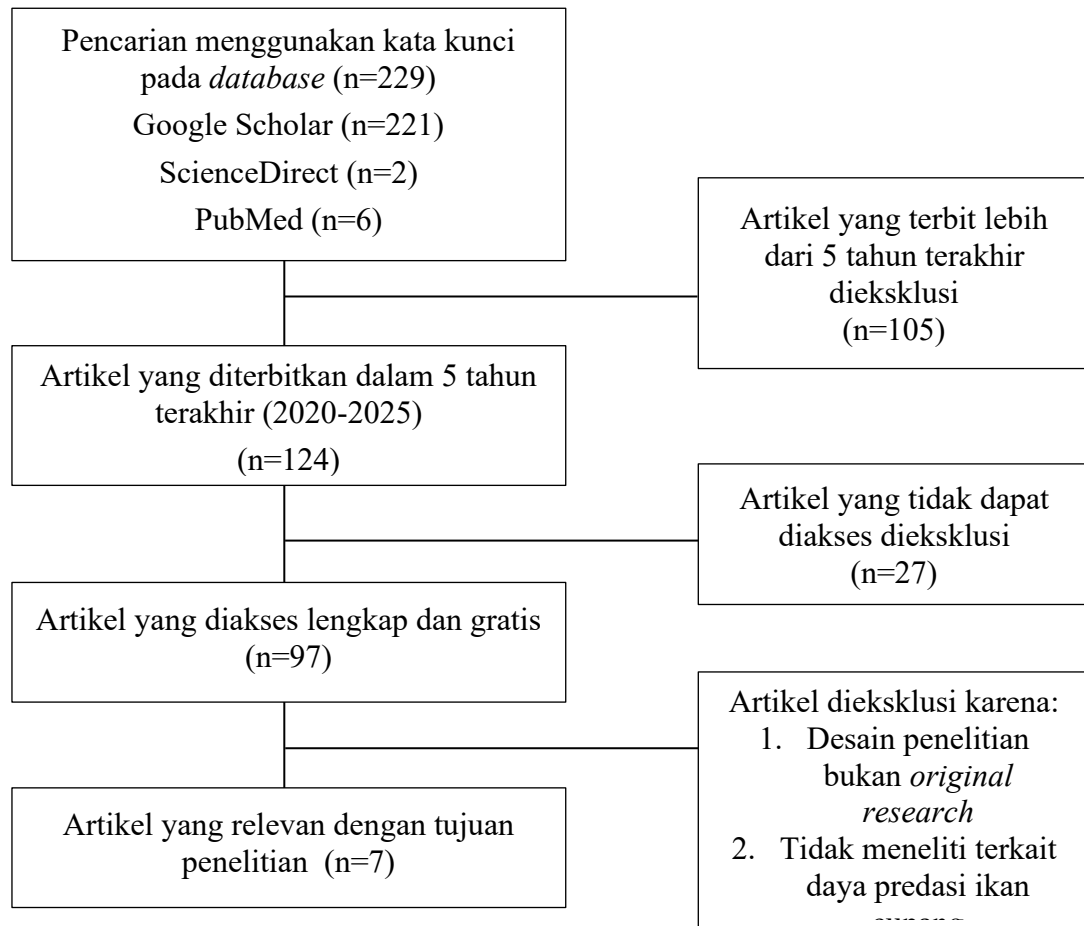 Pencarian menggunakan kata kunci
pada database (n=229)
Google Scholar (n=221)
ScienceDirect (n=2)
PubMed (n=6)
Artikel yang terbit lebih
dari 5 tahun terakhir
dieksklusi
(n=105)
Artikel yang diterbitkan dalam 5 tahun
terakhir (2020-2025)
(n=124)
Artikel yang tidak dapat
diakses dieksklusi
(n=27)
Artikel yang diakses lengkap dan gratis
(n=97)
Artikel dieksklusi karena:
1. Desain penelitian
bukan original
research
2. Tidak meneliti terkait
daya predasi ikan
Artikel yang relevan dengan tujuan
penelitian (n=7)